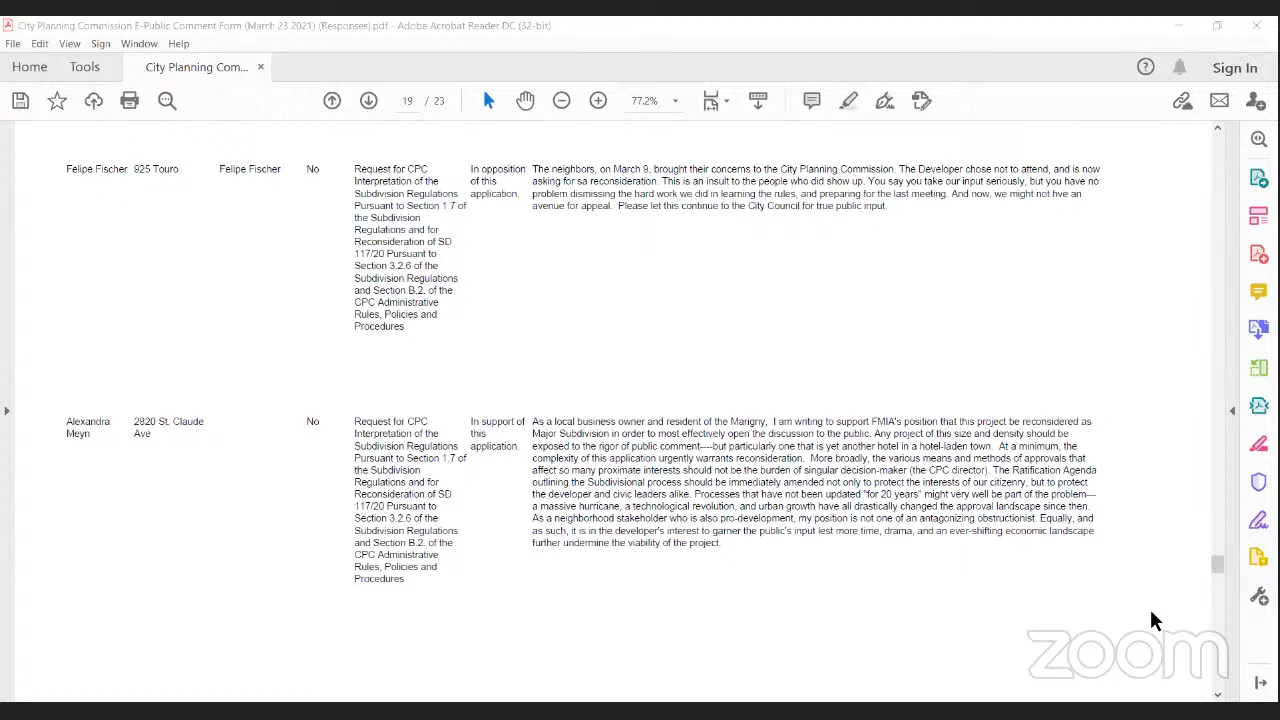 City Planning Commission E-Public Comment Form (March 23 2021) (Responses).pdf - Adobe Acrobat Reader DC (32-bit)
File Edit View Sign Window Help
Home Tools City Planning Com... × Sign In
19 / 23 77.2%
Felipe Fischer 925 Touro Felipe Fischer No Request for CPC In opposition The neighbors, on March 9, brought their concerns to the City Planning Commission. The Developer chose not to attend, and is now
Interpretation of the of this asking for sa reconsideration. This is an insult to the people who did show up. You say you take our input seriously, but you have no
Subdivision Regulations application. problem dismising the hard work we did in learning the rules, and preparing for the last meeting. And now, we might not hve an
Pursuant to Section 1.7 of avenue for appeal. Please let this continue to the City Council for true public input.
the Subdivision
Regulations and for
Reconsideration of SD
117/20 Pursuant to
Section 3.2.6 of the
Subdivision Regulations
and Section B.2. of the
CPC Administrative
Rules, Policies and
Procedures
Alexandra 2820 St. Claude No Request for CPC In support of As a local business owner and resident of the Marigny, I am writing to support FMIA's position that this project be reconsidered as
Meyn Ave Interpretation of the this Major Subdivision in order to most effectively open the discussion to the public. Any project of this size and density should be
Subdivision Regulations application. exposed to the rigor of public comment----but particularly one that is yet another hotel in a hotel-laden town. At a minimum, the
Pursuant to Section 1.7 of complexity of this application urgently warrants reconsideration. More broadly, the various means and methods of approvals that
the Subdivision affect so many proximate interests should not be the burden of singular decision-maker (the CPC director). The Ratification Agenda
Regulations and for outlining the Subdivisional process should be immediately amended not only to protect the interests of our citizenry, but to protect
Reconsideration of SD the developer and civic leaders alike. Processes that have not been updated "for 20 years" might very well be part of the problem---
117/20 Pursuant to a massive hurricane, a technological revolution, and urban growth have all drastically changed the approval landscape since then.
Section 3.2.6 of the As a neighborhood stakeholder who is also pro-development, my position is not one of an antagonizing obstructionist. Equally, and
Subdivision Regulations as such, it is in the developer's interest to garner the public's input lest more time, drama, and an ever-shifting economic landscape
and Section B.2. of the further undermine the viability of the project.
CPC Administrative
Rules, Policies and
Procedures
zoom